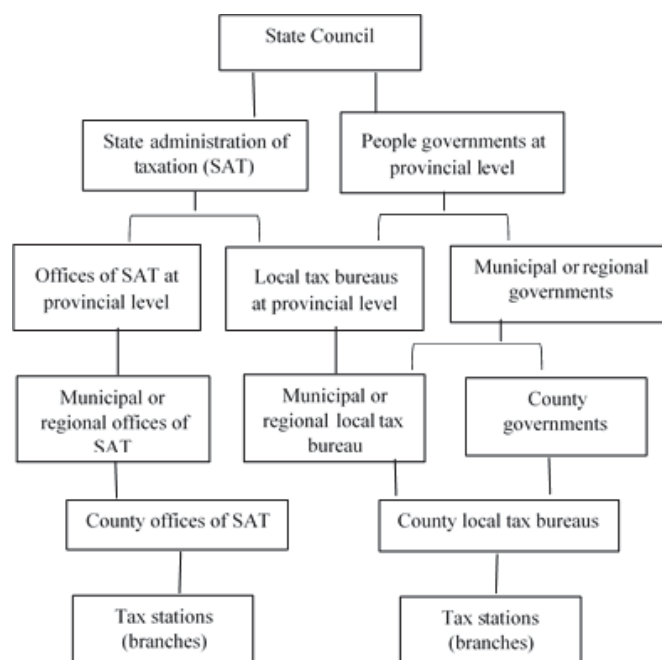 State Council
State administration of
taxation (SAT)
People governments at
provincial level
Offices of SAT at
provincial level
Local tax bureaus
at provincial level
Municipal or regional
governments
Municipal or
regional offices of
SAT
Municipal or
regional local tax
bureau
County
governments
County offices of SAT
County local tax bureaus
Tax stations
(branches)
Tax stations
(branches)